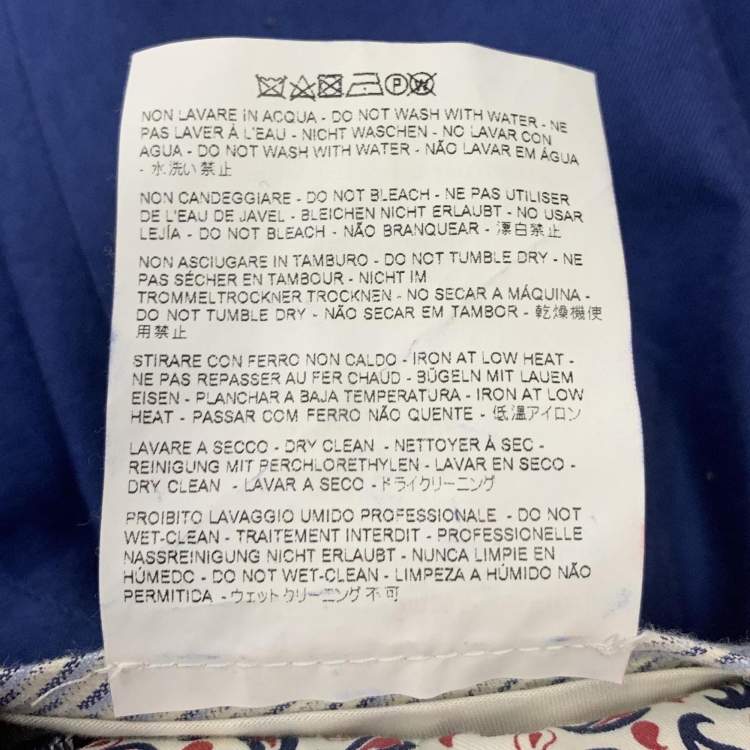 P W
NON LAVARE IN ACQUA - DO NOT WASH WITH WATER - NE
PAS LAVER À L'EAU - NICHT WASCHEN - NO LAVAR CON
AGUA - DO NOT WASH WITH WATER - NÃO LAVAR EM ÁGUA
- 水洗い禁止
NON CANDEGGIARE - DO NOT BLEACH - NE PAS UTILISER
DE L'EAU DE JAVEL - BLEICHEN NICHT ERLAUBT - NO USAR
LEJÍA - DO NOT BLEACH - NÃO BRANQUEAR - 漂白禁止
NON ASCIUGARE IN TAMBURO - DO NOT TUMBLE DRY - NE
PAS SÉCHER EN TAMBOUR - NICHT IM
TROMMELTROCKNER TROCKNEN - NO SECAR A MÁQUINA -
DO NOT TUMBLE DRY - NÃO SECAR EM TAMBOR - 乾燥機使
用禁止
STIRARE CON FERRO NON CALDO - IRON AT LOW HEAT -
NE PAS REPASSER AU FER CHAUD - BÜGELN MIT LAUEM
EISEN - PLANCHAR A BAJA TEMPERATURA - IRON AT LOW
HEAT - PASSAR COM FERRO NÃO QUENTE - 低温アイロン
LAVARE A SECCO - DRY CLEAN - NETTOYER À SEC -
REINIGUNG MIT PERCHLORETHYLEN - LAVAR EN SECO -
DRY CLEAN - LAVAR A SECO - ドライクリーニング
PROIBITO LAVAGGIO UMIDO PROFESSIONALE - DO NOT
WET-CLEAN - TRAITEMENT INTERDIT - PROFESSIONELLE
NASSREINIGUNG NICHT ERLAUBT - NUNCA LIMPIE EN
HÚMEDO - DO NOT WET-CLEAN - LIMPEZA A HÚMIDO NÃO
PERMITICA - ウェットクリーニング不可